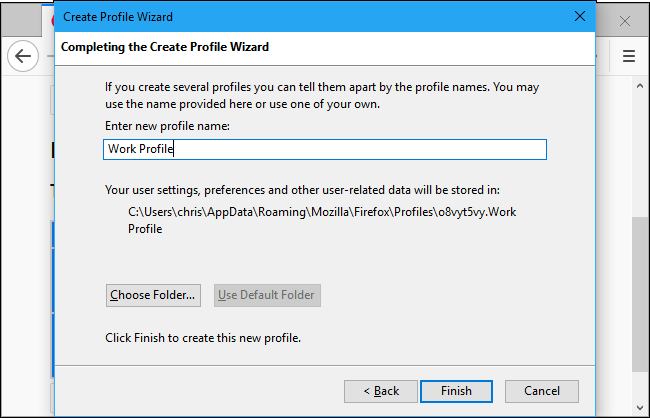 Create Profile Wizard
Completing the Create Profile Wizard
If you create several profiles you can tell them apart by the profile names. You may
use the name provided here or use one of your own.
Enter new profile name:
Work Profile
Your user settings, preferences and other user-related data will be stored in:
C:\Users\chris\AppData\Roaming\Mozilla\Firefox\Profiles\o8vyt5vy.Work
Profile
Choose Folder... Use Default Folder
Click Finish to create this new profile.
< Back Finish Cancel